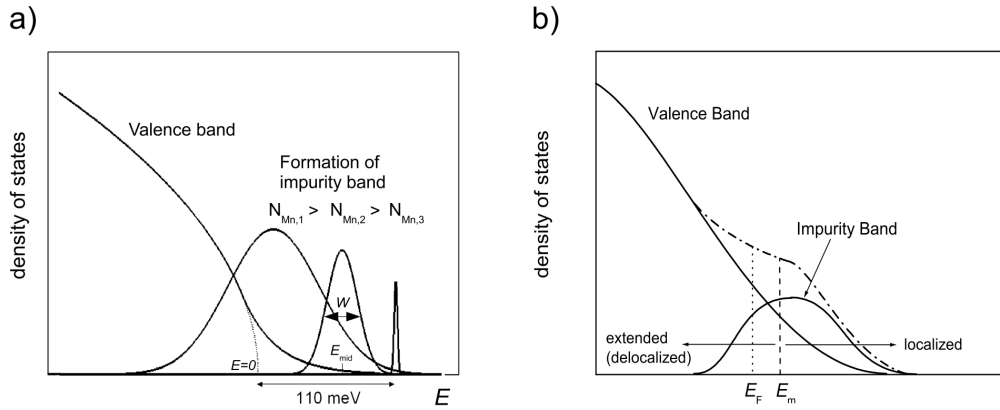 a)
density of states
Valence band
Formation of
impurity band
N_Mn,1 > N_Mn,2 > N_Mn,3
W
E=0
E_mid
110 meV
E
b)
density of states
Valence Band
Impurity Band
extended
(delocalized)
localized
E_F
E_m